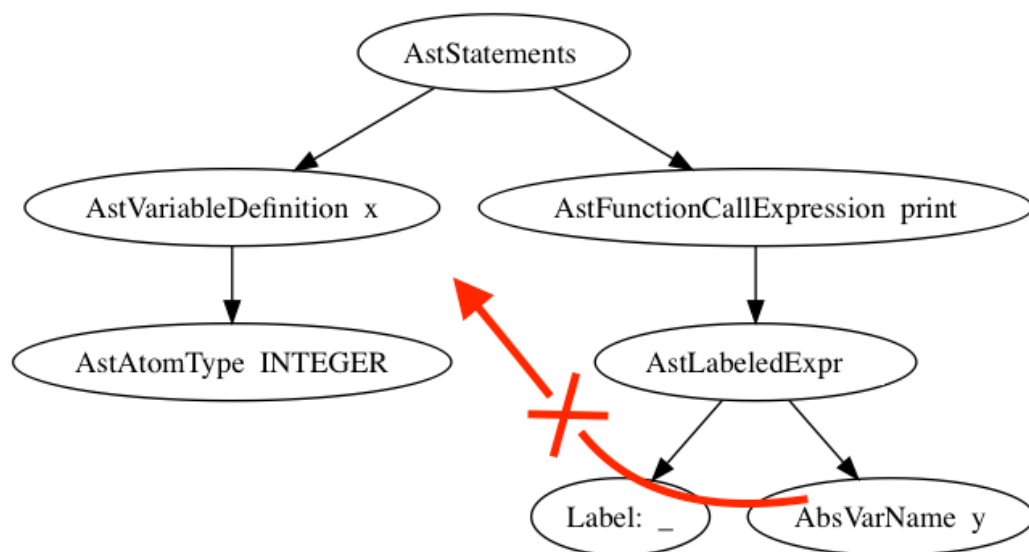 AstStatements
AstVariableDefinition x
AstFunctionCallExpression print
AstAtomType INTEGER
AstLabeledExpr
Label: _
AbsVarName y